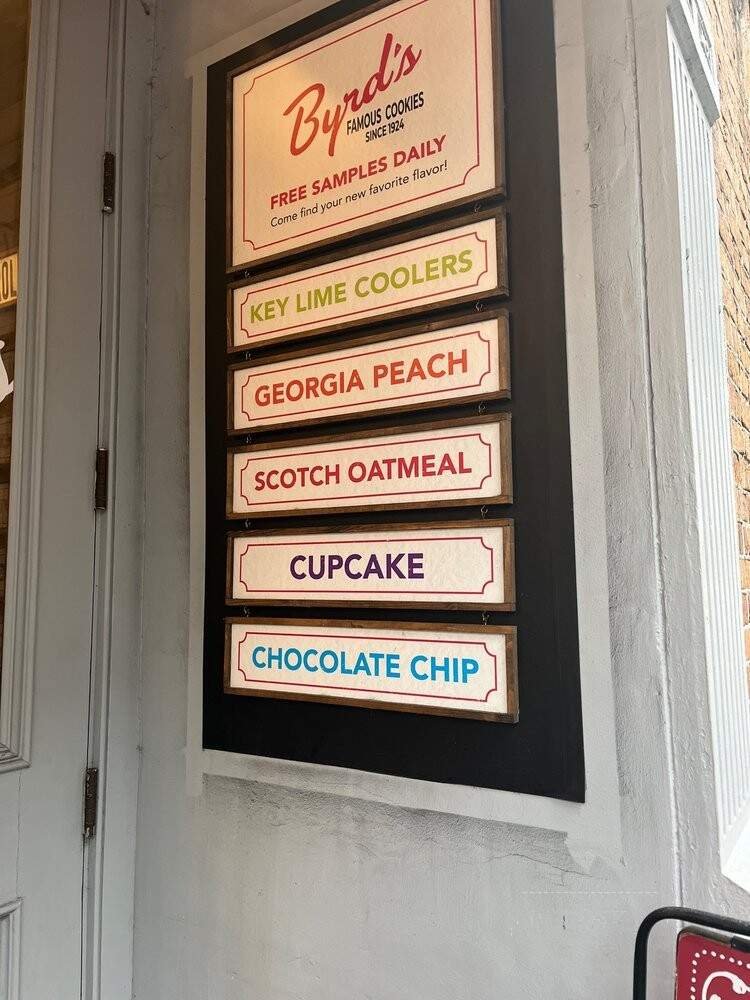 Byrd's
FAMOUS COOKIES
SINCE 1924
FREE SAMPLES DAILY
Come find your new favorite flavor!
KEY LIME COOLERS
GEORGIA PEACH
SCOTCH OATMEAL
CUPCAKE
CHOCOLATE CHIP